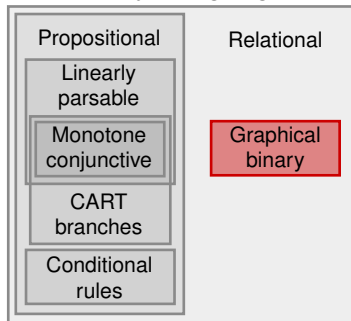 Propositional
Relational
Linearly
parsable
Monotone
conjunctive
Graphical
binary
CART
branches
Conditional
rules